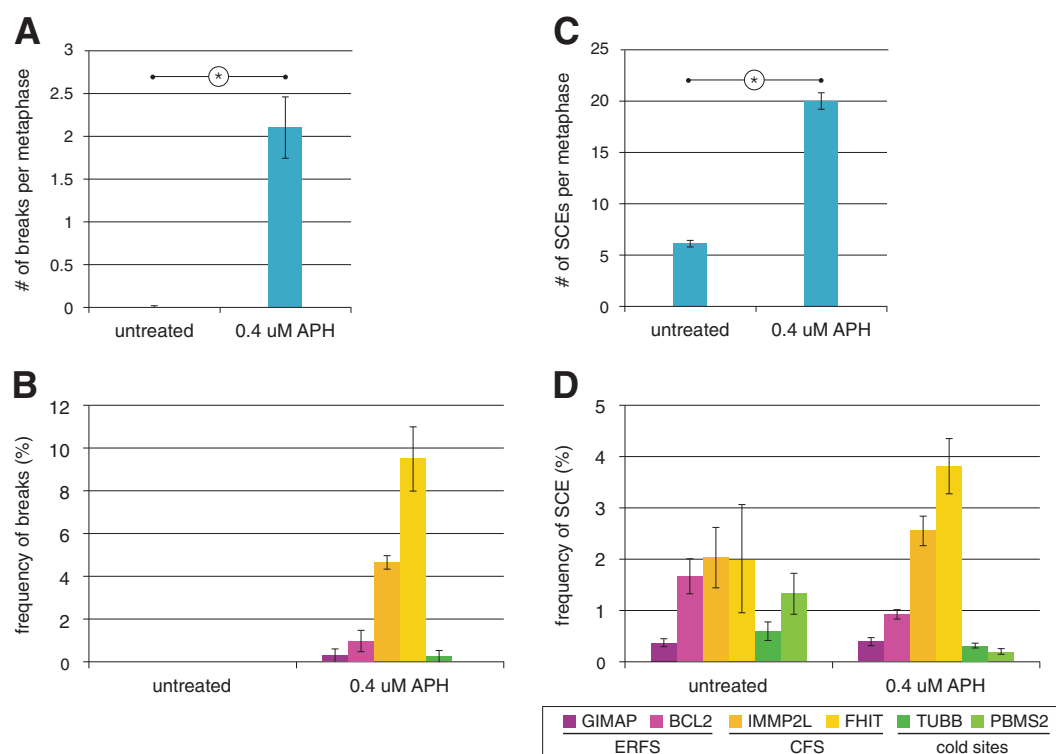 A
# of breaks per metaphase
3
2.5
2
1.5
1
0.5
0
*
untreated
0.4 uM APH
C
# of SCEs per metaphase
25
20
15
10
5
0
*
untreated
0.4 uM APH
B
frequency of breaks (%)
12
10
8
6
4
2
0
untreated
0.4 uM APH
D
frequency of SCE (%)
5
4
3
2
1
0
untreated
0.4 uM APH
GIMAP BCL2 IMMP2L FHIT TUBB PBMS2
ERFS CFS cold sites